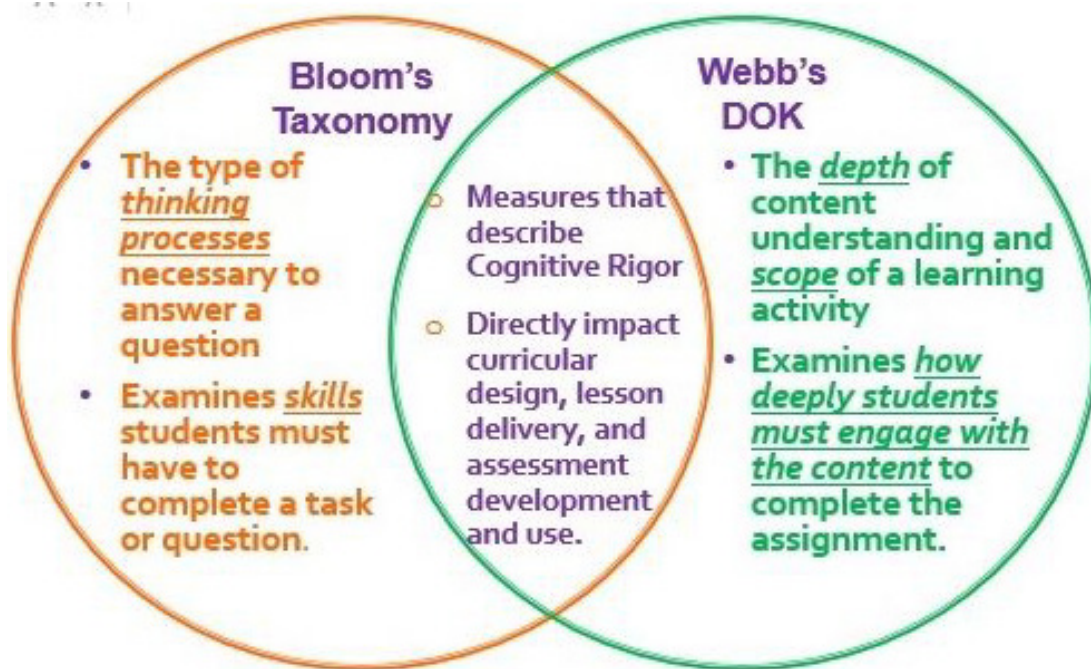 Bloom's
Taxonomy
• The type of
thinking
processes
necessary to
answer a
question
• Examines skills
students must
have to
complete a task
or question.
o Measures that
describe
Cognitive Rigor
o Directly impact
curricular
design, lesson
delivery, and
assessment
development
and use.
Webb's
DOK
• The depth of
content
understanding and
scope of a learning
activity
• Examines how
deeply students
must engage with
the content to
complete the
assignment.